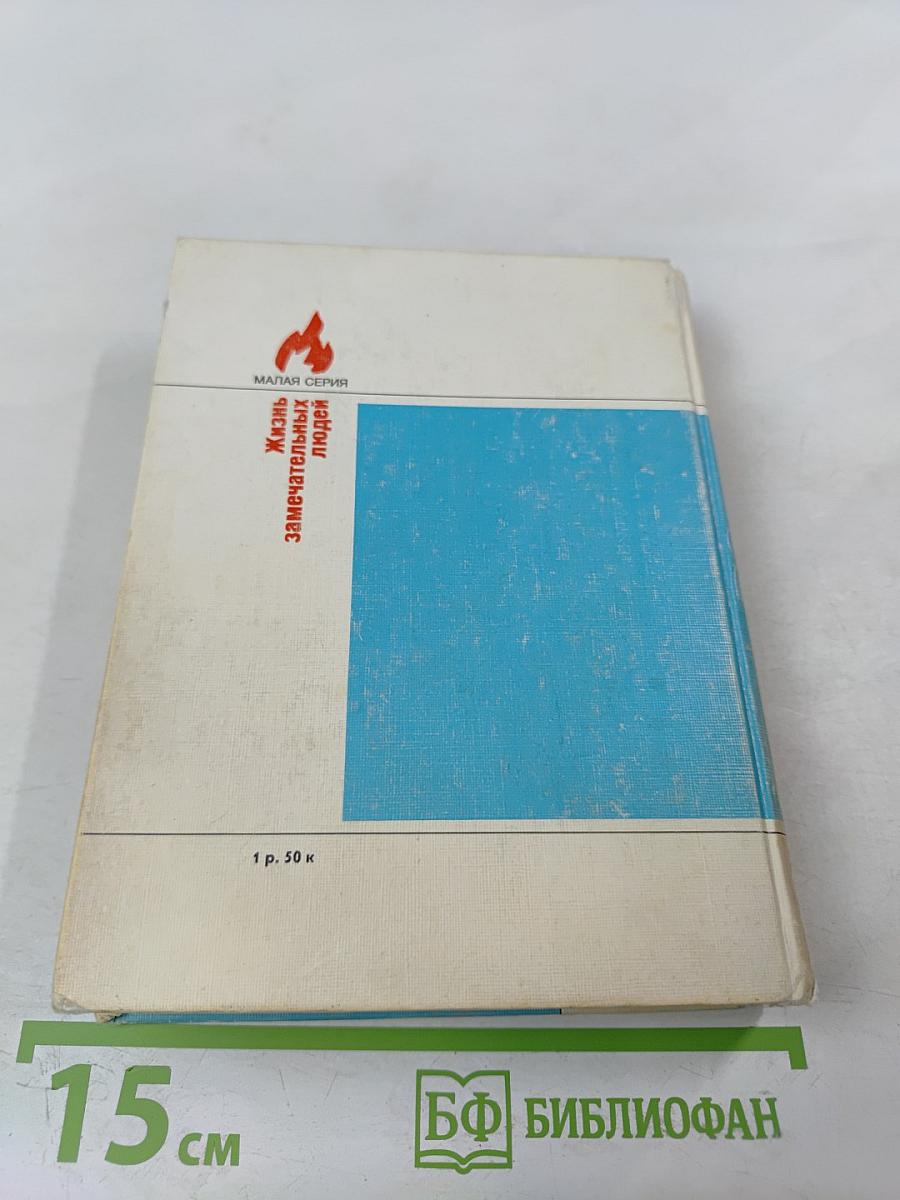 МАЛАЯ СЕРИЯ
Жизнь
замечательных
людей
1 р. 50 к
15 см
БФ БИБЛИОФАН